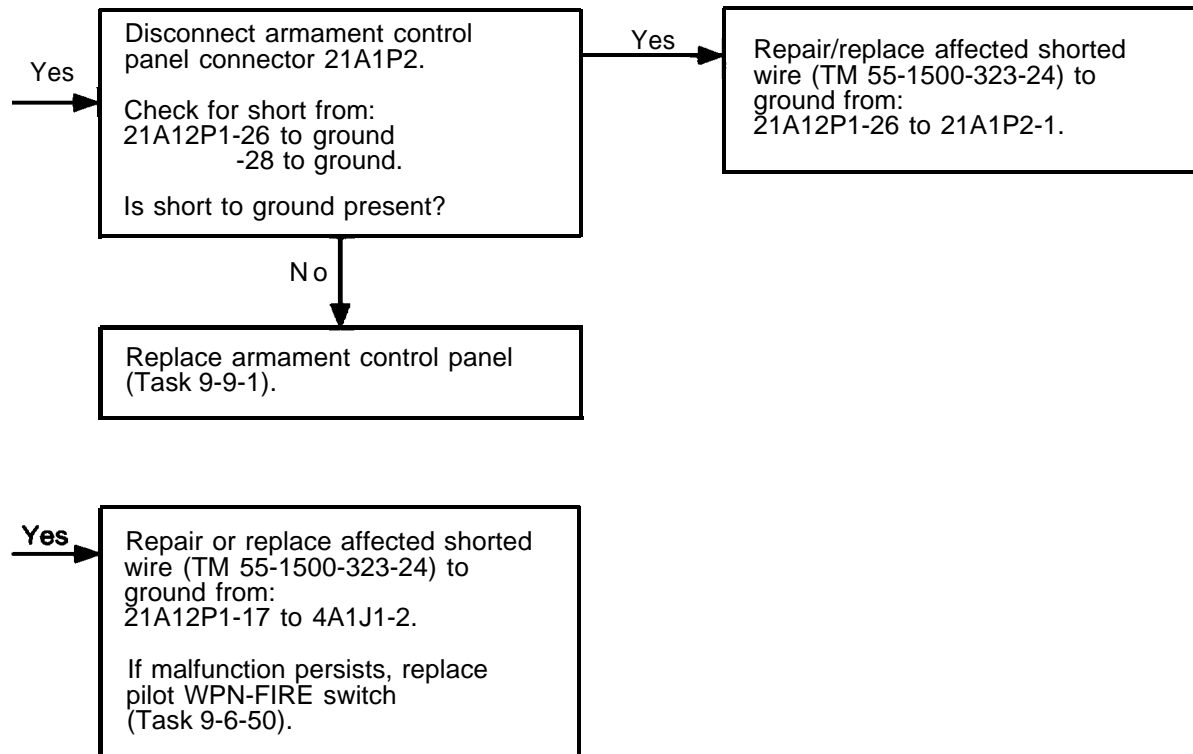 Yes
Disconnect armament control
panel connector 21A1P2.
Check for short from:
21A12P1-26 to ground
-28 to ground.
Is short to ground present?
Yes
Repair/replace affected shorted
wire (TM 55-1500-323-24) to
ground from:
21A12P1-26 to 21A1P2-1.
No
Replace armament control panel
(Task 9-9-1).
Yes
Repair or replace affected shorted
wire (TM 55-1500-323-24) to
ground from:
21A12P1-17 to 4A1J1-2.
If malfunction persists, replace
pilot WPN-FIRE switch
(Task 9-6-50).